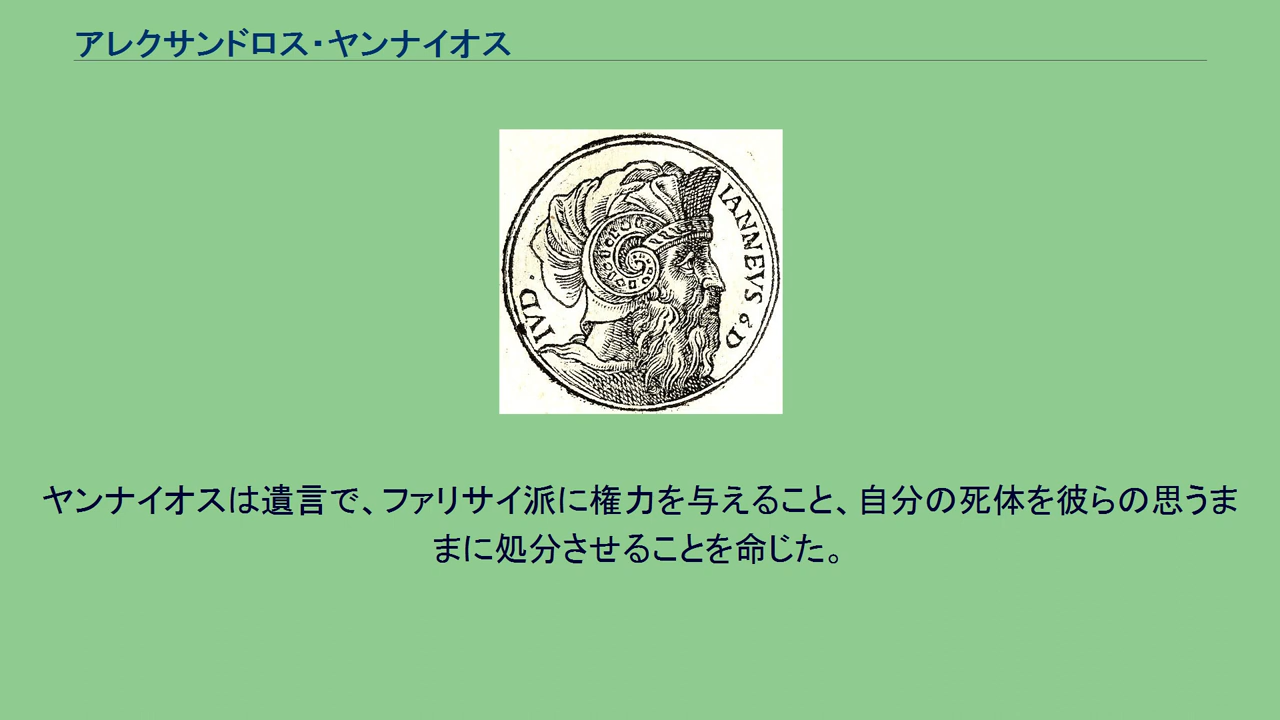 アレクサンドロス・ヤンナイオス
IANNEVS 6.D
IVD.
ヤンナイオスは遺言で、ファリサイ派に権力を与えること、自分の死体を彼らの思うま
まに処分させることを命じた。